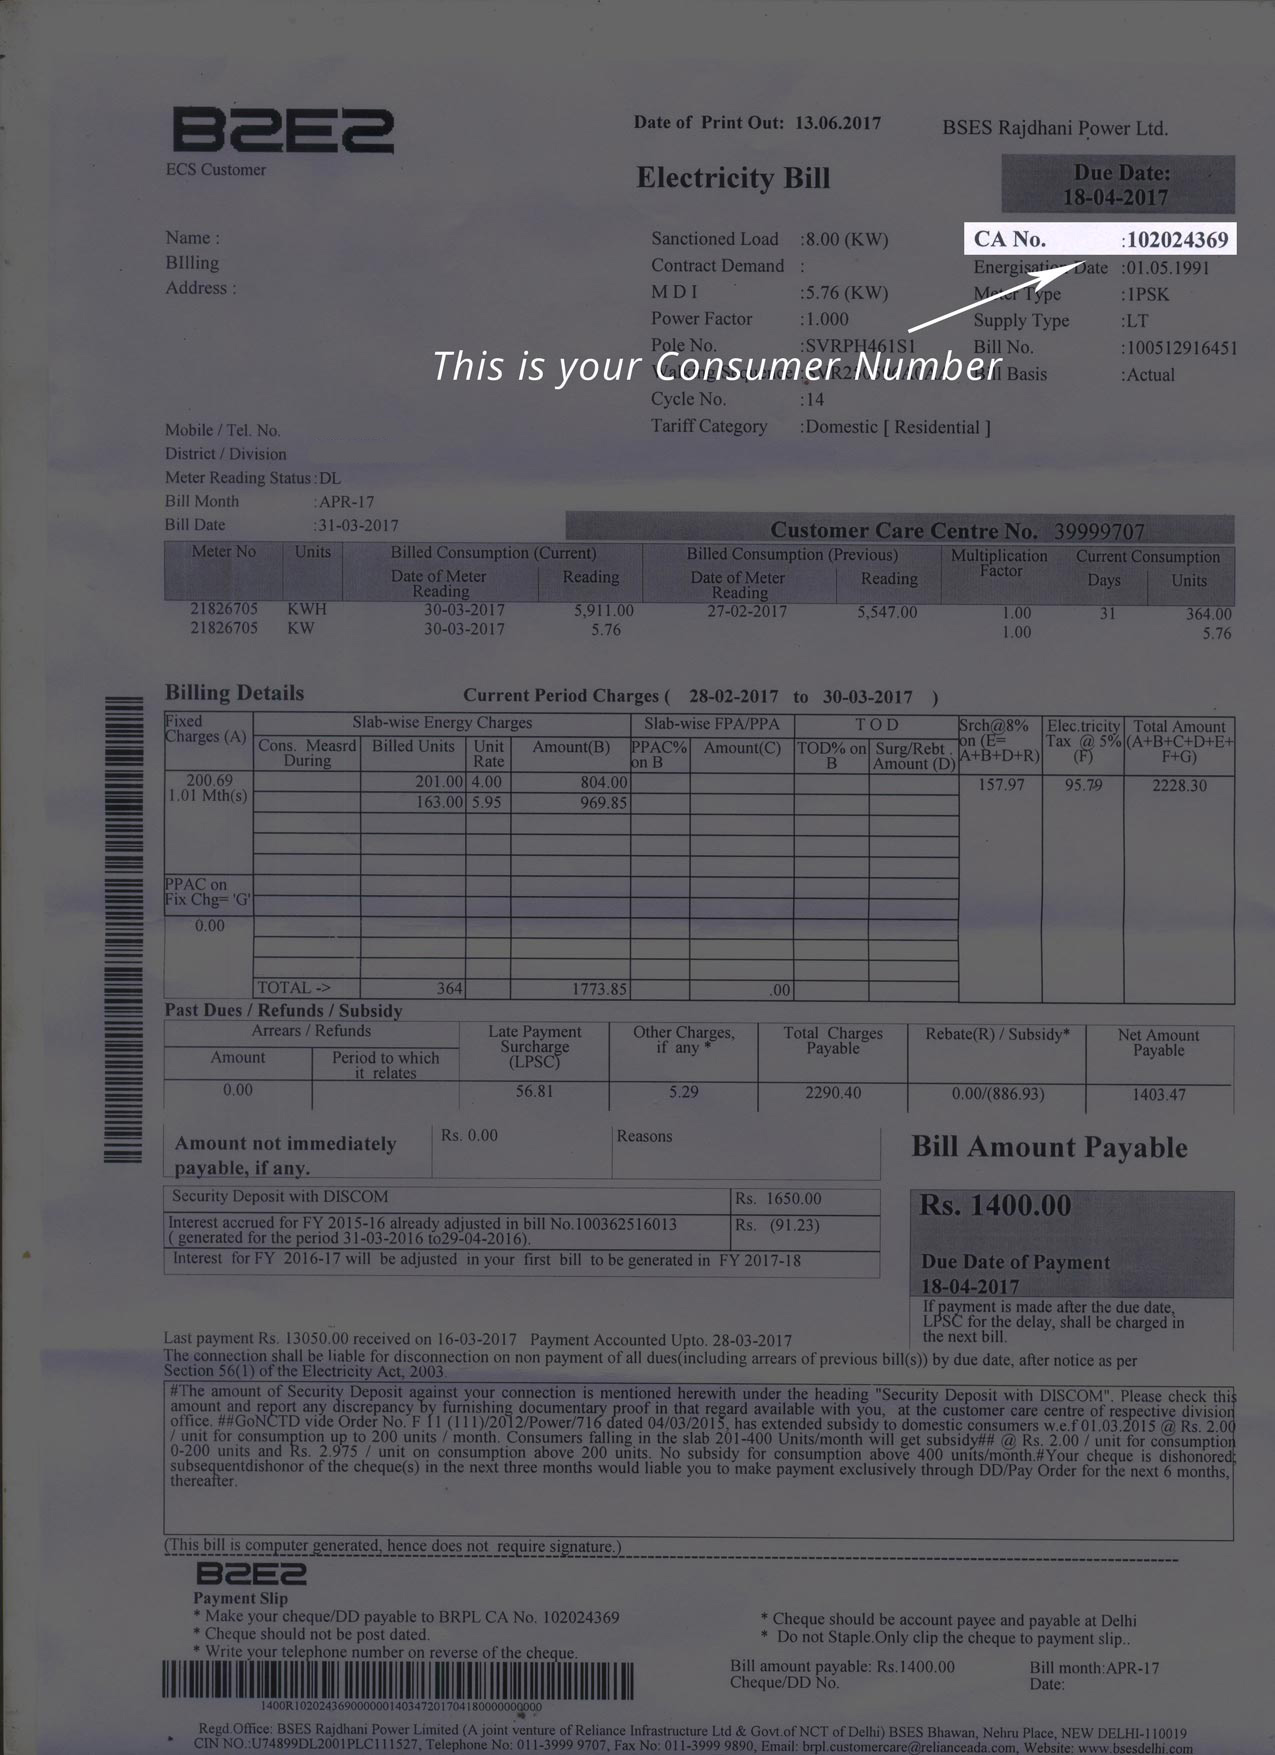 BSES
ECS Customer
Date of Print Out: 13.06.2017
BSES Rajdhani Power Ltd.
Electricity Bill
Due Date:
18-04-2017
Name :
BIlling
Address :
Sanctioned Load :8.00 (KW)
Contract Demand :
M D I :5.76 (KW)
Power Factor :1.000
Pole No. :SVRPH461S1
Walking Sequence
Cycle No. :14
Tariff Category :Domestic [ Residential ]
CA No. :102024369
Energisation Date :01.05.1991
Meter Type :1PSK
Supply Type :LT
Bill No. :100512916451
Bill Basis :Actual
This is your Consumer Number
Mobile / Tel. No.
District / Division
Meter Reading Status :DL
Bill Month :APR-17
Bill Date :31-03-2017
Customer Care Centre No. 39999707
Meter No Units Billed Consumption (Current) Billed Consumption (Previous) Multiplication Factor Current Consumption
Date of Meter Reading Reading Date of Meter Reading Reading Days Units
21826705 KWH 30-03-2017 5,911.00 27-02-2017 5,547.00 1.00 31 364.00
21826705 KW 30-03-2017 5.76 1.00 5.76
Billing Details Current Period Charges ( 28-02-2017 to 30-03-2017 )
Fixed Charges (A) Slab-wise Energy Charges Slab-wise FPA/PPA T O D Srch@8% on (E= A+B+D+R) Elec.tricity Tax @ 5% (F) Total Amount (A+B+C+D+E+ F+G)
Cons. Measrd During Billed Units Unit Rate Amount(B) PPAC% on B Amount(C) TOD% on B Surg/Rebt . Amount (D)
200.69 201.00 4.00 804.00 157.97 95.79 2228.30
1.01 Mth(s) 163.00 5.95 969.85
PPAC on
Fix Chg= 'G'
0.00
TOTAL -> 364 1773.85 .00
Past Dues / Refunds / Subsidy
Arrears / Refunds Late Payment Surcharge (LPSC) Other Charges, if any * Total Charges Payable Rebate(R) / Subsidy* Net Amount Payable
Amount Period to which it relates
0.00 56.81 5.29 2290.40 0.00/(886.93) 1403.47
Amount not immediately payable, if any. Rs. 0.00 Reasons
Bill Amount Payable
Rs. 1400.00
Due Date of Payment
18-04-2017
If payment is made after the due date,
LPSC for the delay, shall be charged in
the next bill.
Security Deposit with DISCOM Rs. 1650.00
Interest accrued for FY 2015-16 already adjusted in bill No.100362516013 Rs. (91.23)
( generated for the period 31-03-2016 to29-04-2016).
Interest for FY 2016-17 will be adjusted in your first bill to be generated in FY 2017-18
Last payment Rs. 13050.00 received on 16-03-2017 Payment Accounted Upto. 28-03-2017
The connection shall be liable for disconnection on non payment of all dues(including arrears of previous bill(s)) by due date, after notice as per
Section 56(1) of the Electricity Act, 2003.
#The amount of Security Deposit against your connection is mentioned herewith under the heading "Security Deposit with DISCOM". Please check this
amount and report any discrepancy by furnishing documentary proof in that regard available with you, at the customer care centre of respective division
office. ##GoNCTD vide Order No. F 11 (111)/2012/Power/716 dated 04/03/2015, has extended subsidy to domestic consumers w.e.f 01.03.2015 @ Rs. 2.00
/ unit for consumption up to 200 units / month. Consumers falling in the slab 201-400 Units/month will get subsidy## @ Rs. 2.00 / unit for consumption
0-200 units and Rs. 2.975 / unit on consumption above 200 units. No subsidy for consumption above 400 units/month.#Your cheque is dishonored;
subsequentdishonor of the cheque(s) in the next three months would liable you to make payment exclusively through DD/Pay Order for the next 6 months,
thereafter.
(This bill is computer generated, hence does not require signature.)
BSES
Payment Slip
* Make your cheque/DD payable to BRPL CA No. 102024369
* Cheque should not be post dated.
* Write your telephone number on reverse of the cheque.
* Cheque should be account payee and payable at Delhi
* Do not Staple.Only clip the cheque to payment slip..
Bill amount payable: Rs.1400.00 Bill month:APR-17
Cheque/DD No. Date:
1400R10202436900000014034720170418000000000
Regd.Office: BSES Rajdhani Power Limited (A joint venture of Reliance Infrastructure Ltd & Govt.of NCT of Delhi) BSES Bhawan, Nehru Place, NEW DELHI-110019
CIN NO.:U74899DL2001PLC111527, Telephone No: 011-3999 9707, Fax No: 011-3999 9890, Email: brpl.customercare@relianceada.com, Website: www.bsesdelhi.com